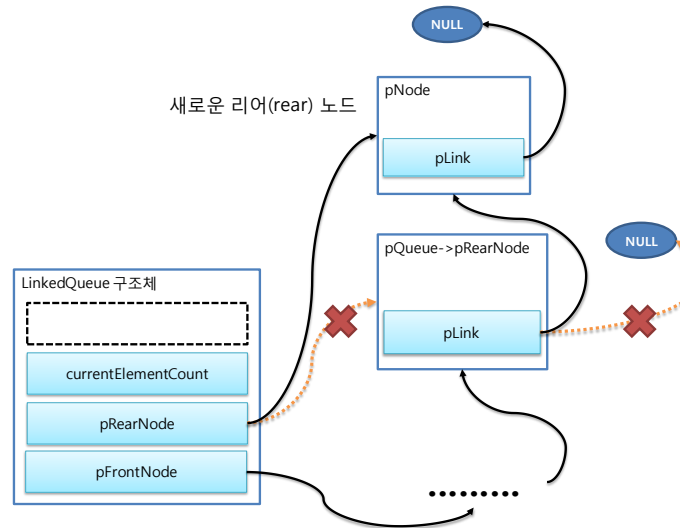 NULL
pNode
새로운 리어(rear) 노드
pLink
pQueue->pRearNode
NULL
LinkedQueue 구조체
pLink
currentElementCount
pRearNode
pFrontNode